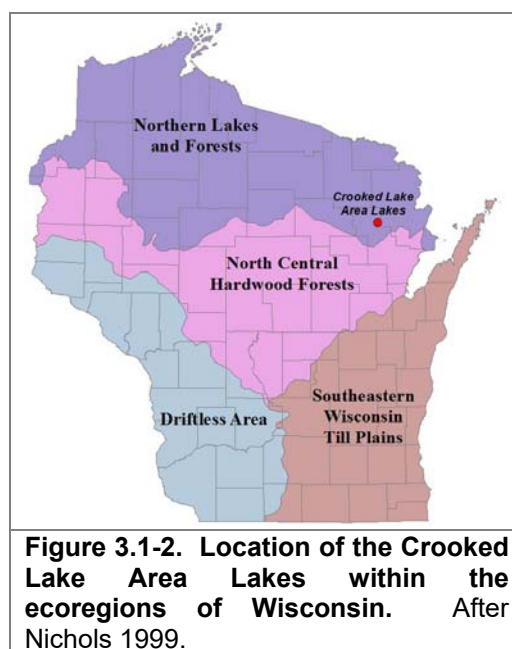 Northern Lakes
and Forests
Crooked Lake
Area Lakes
North Central
Hardwood Forests
Southeastern
Wisconsin
Till Plains
Driftless Area
Figure 3.1-2. Location of the Crooked
Lake Area Lakes within the
ecoregions of Wisconsin. After
Nichols 1999.